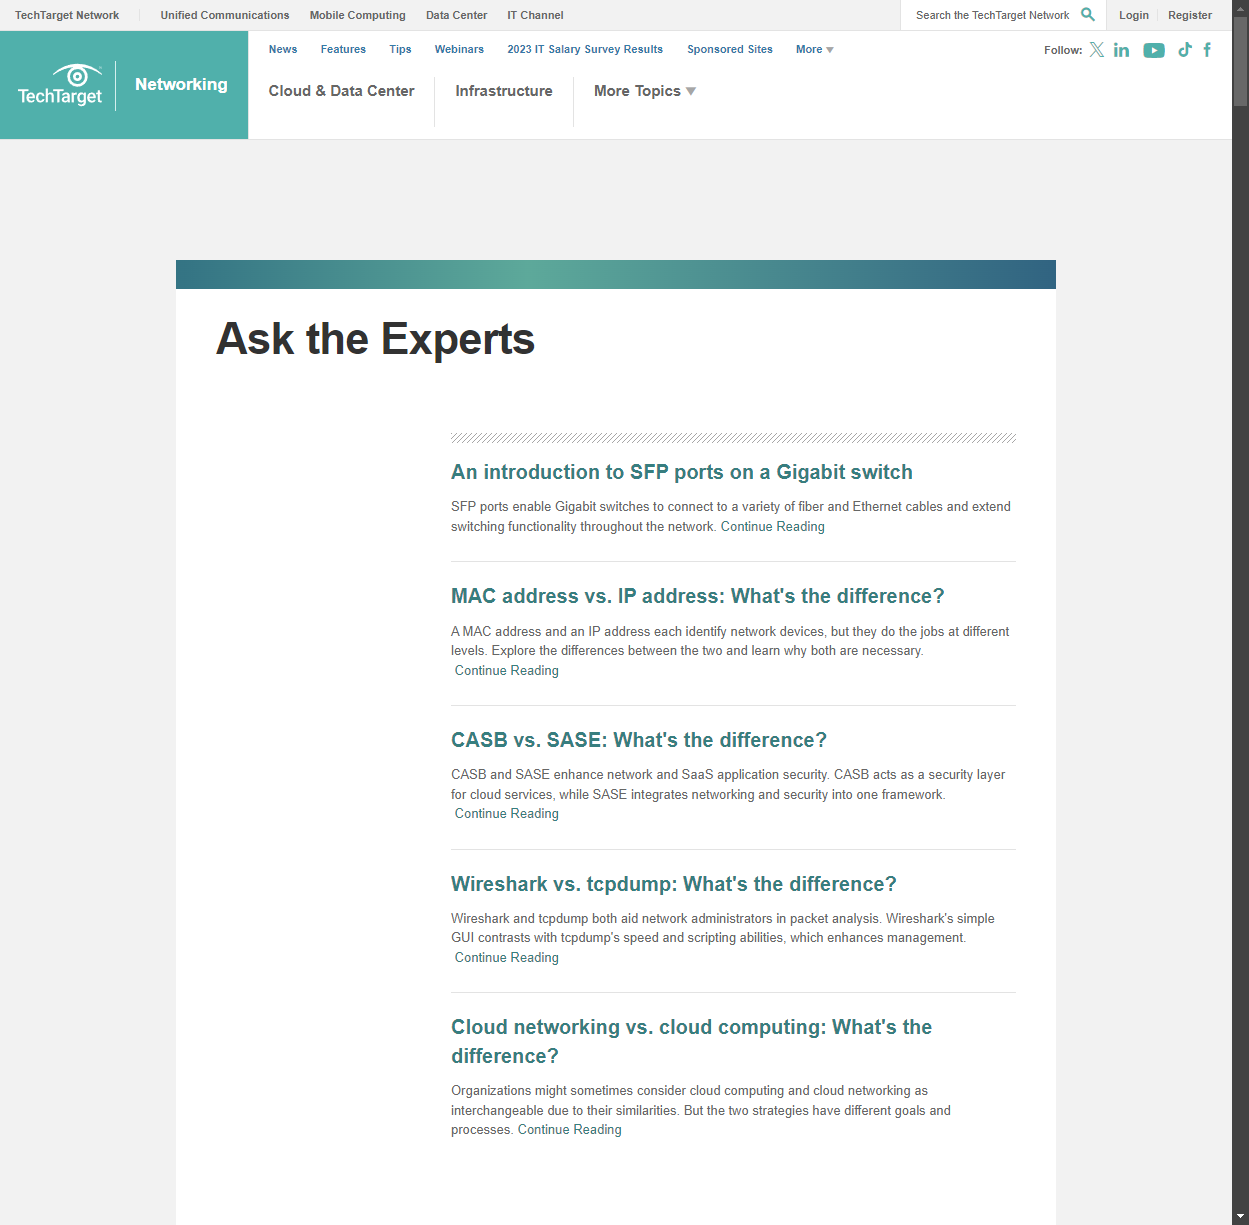 TechTarget Network
Unified Communications
Mobile Computing
Data Center
IT Channel
Search the TechTarget Network
Login
Register
TechTarget
Networking
News
Features
Tips
Webinars
2023 IT Salary Survey Results
Sponsored Sites
More
Follow:
Cloud & Data Center
Infrastructure
More Topics
Ask the Experts
An introduction to SFP ports on a Gigabit switch
SFP ports enable Gigabit switches to connect to a variety of fiber and Ethernet cables and extend
switching functionality throughout the network. Continue Reading
MAC address vs. IP address: What's the difference?
A MAC address and an IP address each identify network devices, but they do the jobs at different
levels. Explore the differences between the two and learn why both are necessary.
Continue Reading
CASB vs. SASE: What's the difference?
CASB and SASE enhance network and SaaS application security. CASB acts as a security layer
for cloud services, while SASE integrates networking and security into one framework.
Continue Reading
Wireshark vs. tcpdump: What's the difference?
Wireshark and tcpdump both aid network administrators in packet analysis. Wireshark's simple
GUI contrasts with tcpdump's speed and scripting abilities, which enhances management.
Continue Reading
Cloud networking vs. cloud computing: What's the
difference?
Organizations might sometimes consider cloud computing and cloud networking as
interchangeable due to their similarities. But the two strategies have different goals and
processes. Continue Reading